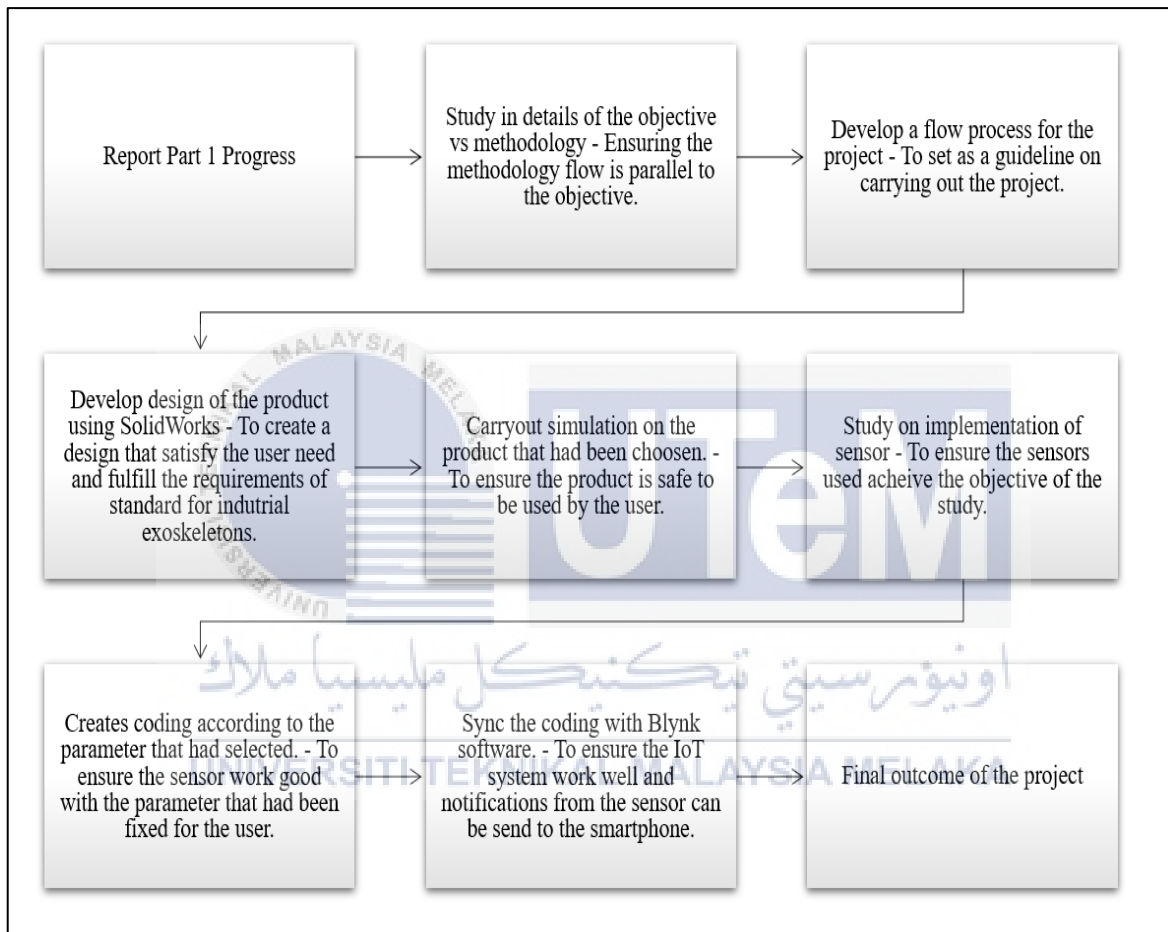 Report Part 1 Progress
Study in details of the objective
vs methodology - Ensuring the
methodology flow is parallel to
the objective.
Develop a flow process for the
project - To set as a guideline on
carrying out the project.
Develop design of the product
using SolidWorks - To create a
design that satisfy the user need
and fulfill the requirements of
standard for indutrial
exoskeletons.
Carryout simulation on the
product that had been choosen. -
To ensure the product is safe to
be used by the user.
Study on implementation of
sensor - To ensure the sensors
used acheive the objective of the
study.
Creates coding according to the
parameter that had selected. - To
ensure the sensor work good
with the parameter that had been
fixed for the user.
Sync the coding with Blynk
software. - To ensure the IoT
system work well and
notifications from the sensor can
be send to the smartphone.
Final outcome of the project
UNIVERSITI TEKNIKAL MALAYSIA MELAKA
UTeM
اونيۏرسيتي تيكنيكل مليسيا ملاك
UNIVERSITI TEKNIKAL MALAYSIA MELAKA